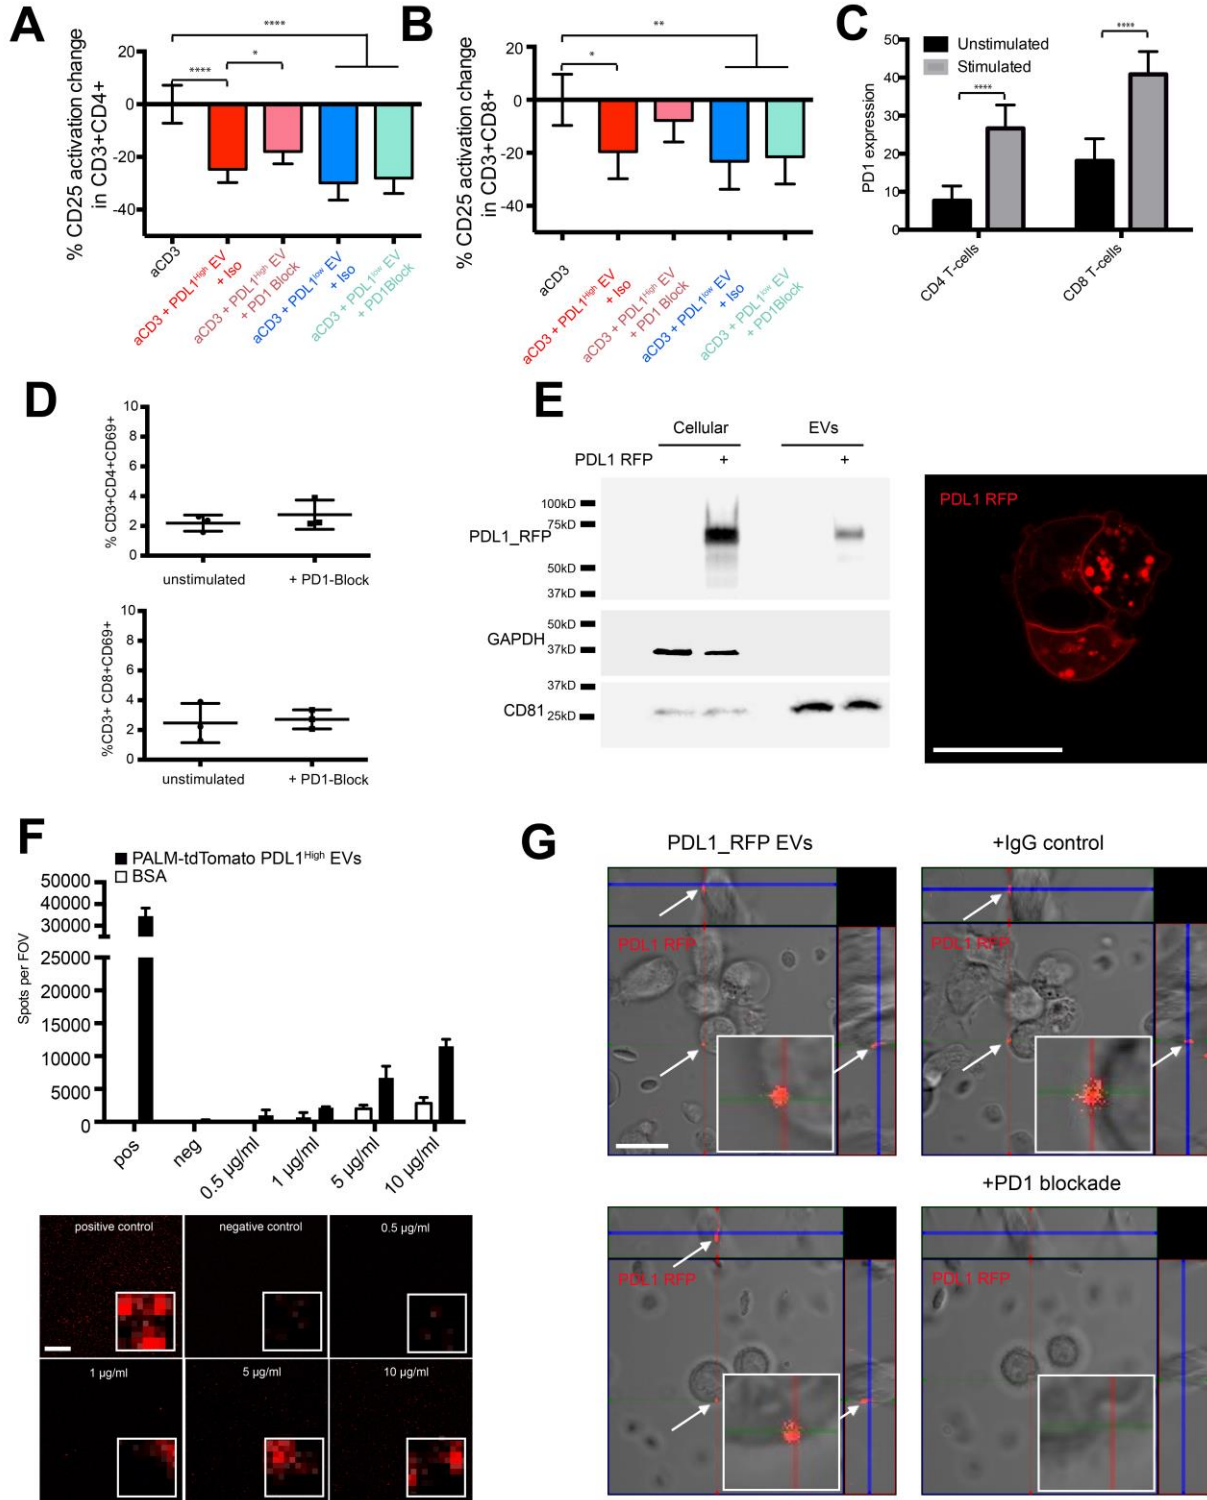 A
% CD25 activation change
in CD3+CD4+
****
*
****
20
0
-20
-40
aCD3
aCD3 + PDL1High EV
+ Iso
aCD3 + PDL1High EV
+ PD1 Block
aCD3 + PDL1low EV
+ Iso
aCD3 + PDL1low EV
+ PD1Block
B
% CD25 activation change
in CD3+CD8+
**
*
20
0
-20
-40
aCD3
aCD3 + PDL1High EV
+ Iso
aCD3 + PDL1High EV
+ PD1 Block
aCD3 + PDL1low EV
+ Iso
aCD3 + PDL1low EV
+ PD1Block
C
PD1 expression
50
40
30
20
10
0
Unstimulated
Stimulated
****
****
CD4 T-cells
CD8 T-cells
D
% CD3+CD4+CD69+
10
8
6
4
2
0
unstimulated
+ PD1-Block
%CD3+ CD8+CD69+
10
8
6
4
2
0
unstimulated
+ PD1-Block
E
Cellular
EVs
PDL1 RFP
+
+
PDL1_RFP
100kD
75kD
50kD
37kD
GAPDH
50kD
37kD
CD81
37kD
25kD
PDL1 RFP
F
PALM-tdTomato PDL1High EVs
BSA
Spots per FOV
50000
40000
30000
25000
20000
15000
10000
5000
0
pos
neg
0.5 µg/ml
1 µg/ml
5 µg/ml
10 µg/ml
positive control
negative control
0.5 µg/ml
1 µg/ml
5 µg/ml
10 µg/ml
G
PDL1_RFP EVs
+IgG control
PDL1 RFP
PDL1 RFP
+PD1 blockade
PDL1 RFP
PDL1 RFP